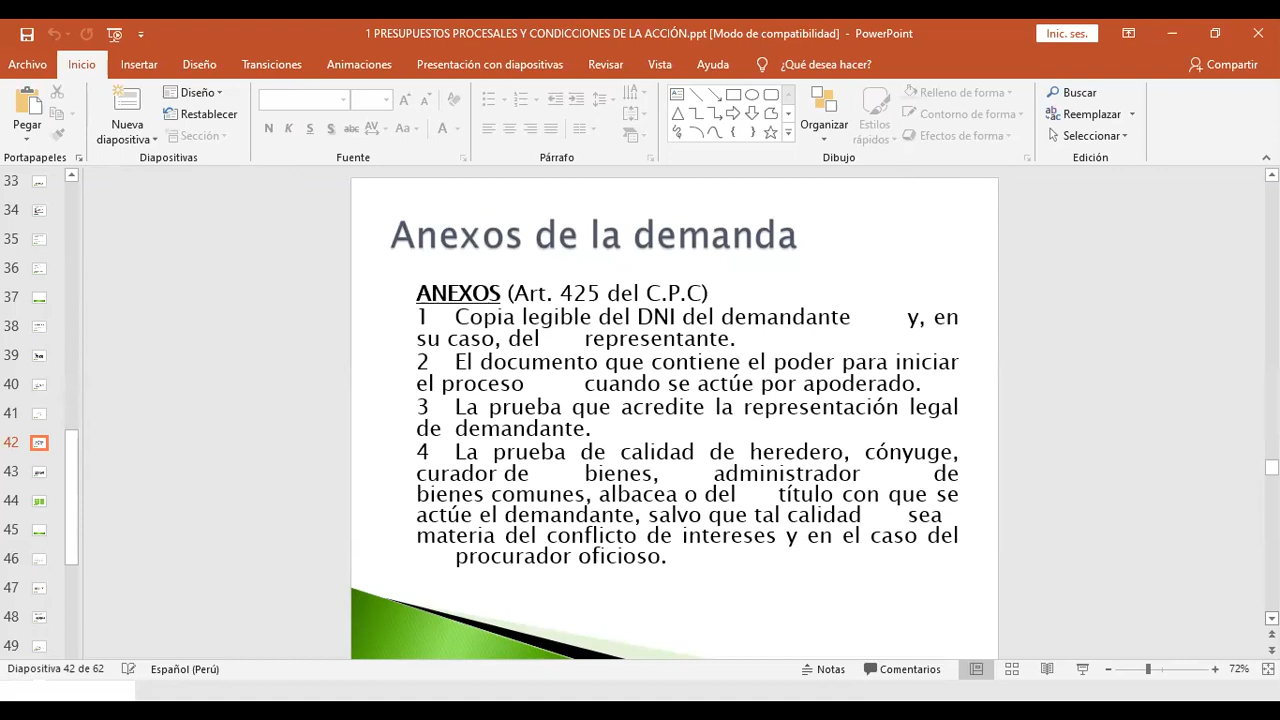 1 PRESUPUESTOS PROCESALES Y CONDICCIONES DE LA ACCIÓN.ppt [Modo de compatibilidad] - PowerPoint
Inic. ses.
Archivo Inicio Insertar Diseño Transiciones Animaciones Presentación con diapositivas Revisar Vista Ayuda ¿Qué desea hacer? Compartir
Pegar
Nueva diapositiva
Diseño
Restablecer
Sección
N K S S abc AV Aa A
Organizar
Estilos rápidos
Relleno de forma
Contorno de forma
Efectos de forma
Buscar
Reemplazar
Seleccionar
Portapapeles Diapositivas Fuente Párrafo Dibujo Edición
33
34
35
36
37
38
39
40
41
42
43
44
45
46
47
48
49
Anexos de la demanda
ANEXOS (Art. 425 del C.P.C)
1 Copia legible del DNI del demandante y, en
su caso, del representante.
2 El documento que contiene el poder para iniciar
el proceso cuando se actúe por apoderado.
3 La prueba que acredite la representación legal
de demandante.
4 La prueba de calidad de heredero, cónyuge,
curador de bienes, administrador de
bienes comunes, albacea o del título con que se
actúe el demandante, salvo que tal calidad sea
materia del conflicto de intereses y en el caso del
procurador oficioso.
Diapositiva 42 de 62 Español (Perú) Notas Comentarios 72%